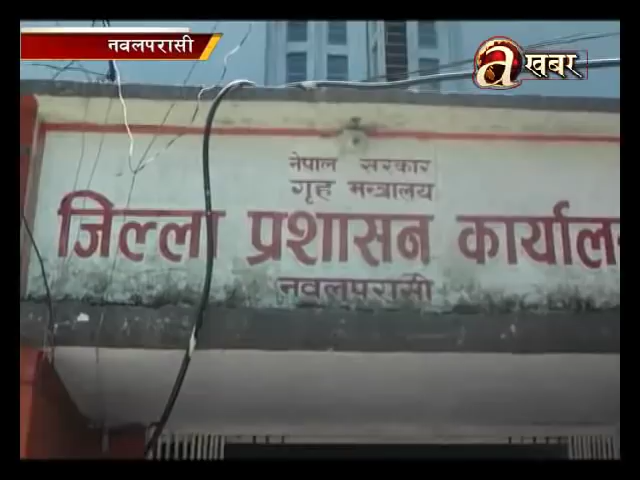 नवलपरासी
a खबर
नेपाल सरकार
गृह मन्त्रालय
जिल्ला प्रशासन कार्याल
नवलपरासी